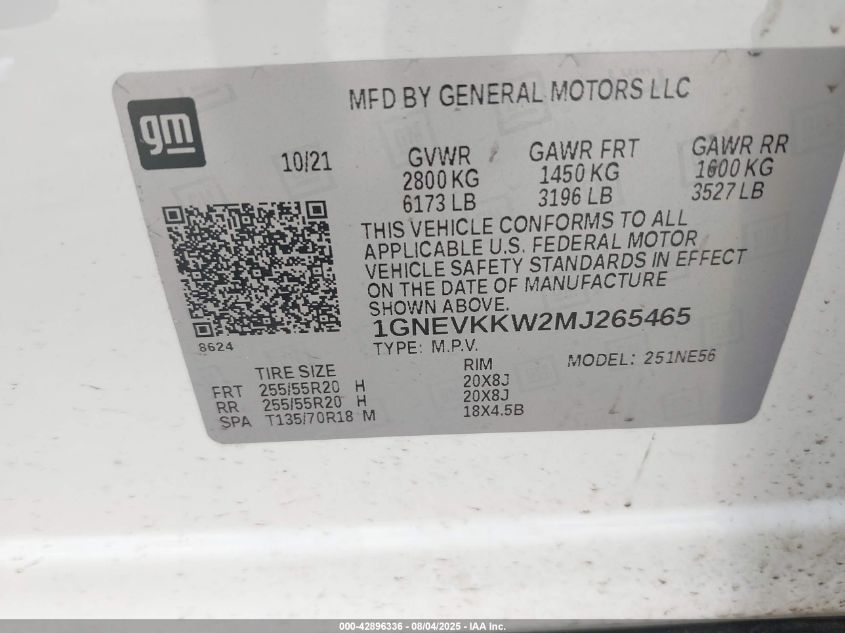 MFD BY GENERAL MOTORS LLC
gm
10/21
GVWR GAWR FRT GAWR RR
2800 KG 1450 KG 1600 KG
6173 LB 3196 LB 3527 LB
THIS VEHICLE CONFORMS TO ALL
APPLICABLE U.S. FEDERAL MOTOR
VEHICLE SAFETY STANDARDS IN EFFECT
ON THE DATE OF MANUFACTURE
SHOWN ABOVE.
1GNEVKKW2MJ265465
8624
TYPE: M.P.V.
MODEL: 251NE56
TIRE SIZE RIM
FRT 255/55R20 H 20X8J
RR 255/55R20 H 20X8J
SPA T135/70R18 M 18X4.5B
000-42896336 - 08/04/2025 - IAA Inc.